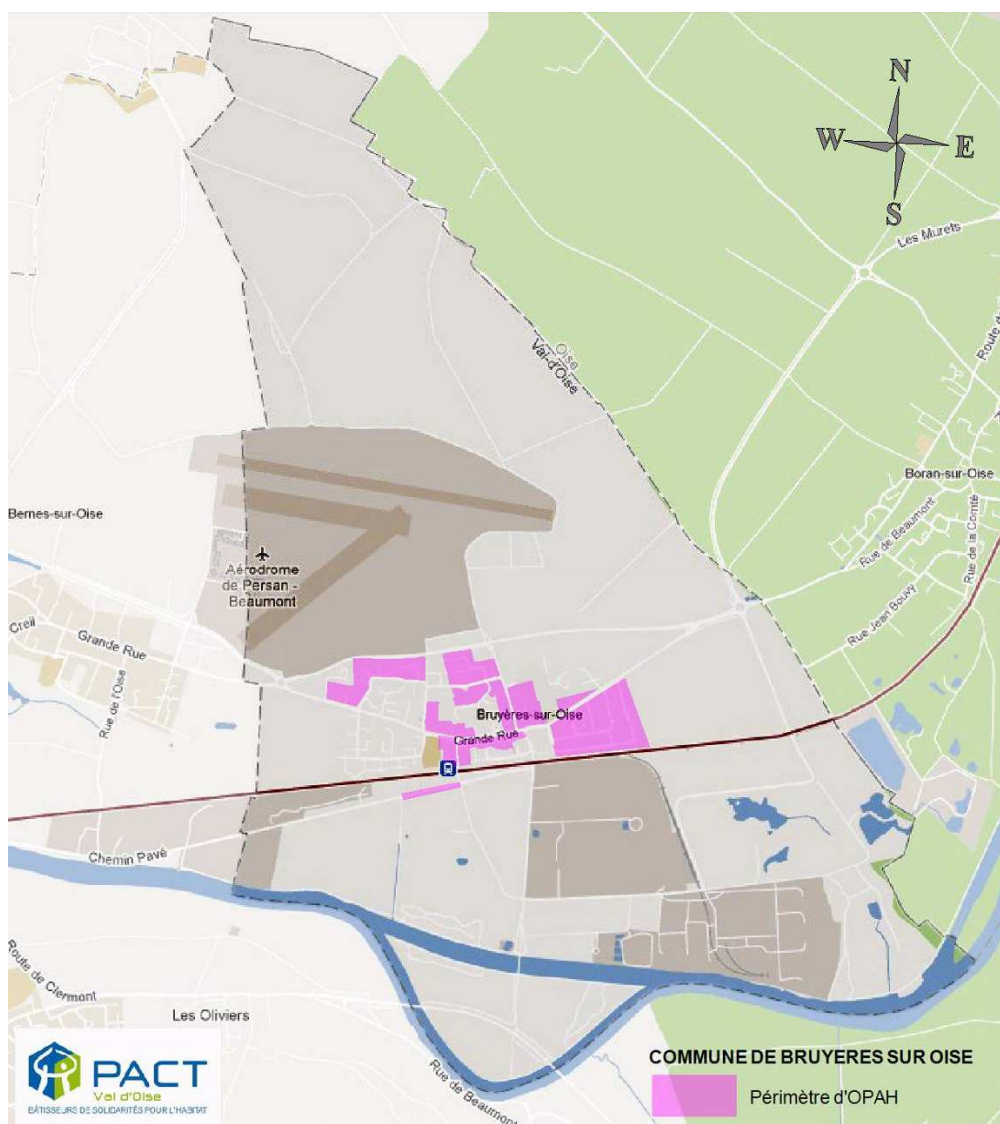 N
W
E
S
Les Murets
Oise
Val-d'Oise
Boran-sur-Oise
Rue de Beaumont
Rue de la Comté
Rue Jean Bouvy
Bernes-sur-Oise
Aérodrome
de Persan -
Beaumont
Creil
Grande Rue
Rue de l'Oise
Bruyères-sur-Oise
Grande Rue
Chemin Pavé
Route de Clermont
Les Oliviers
Rue de Beaumont
PACT
Val d'Oise
BÂTISSEURS DE SOLIDARITÉS POUR L'HABITAT
COMMUNE DE BRUYERES SUR OISE
Périmètre d'OPAH